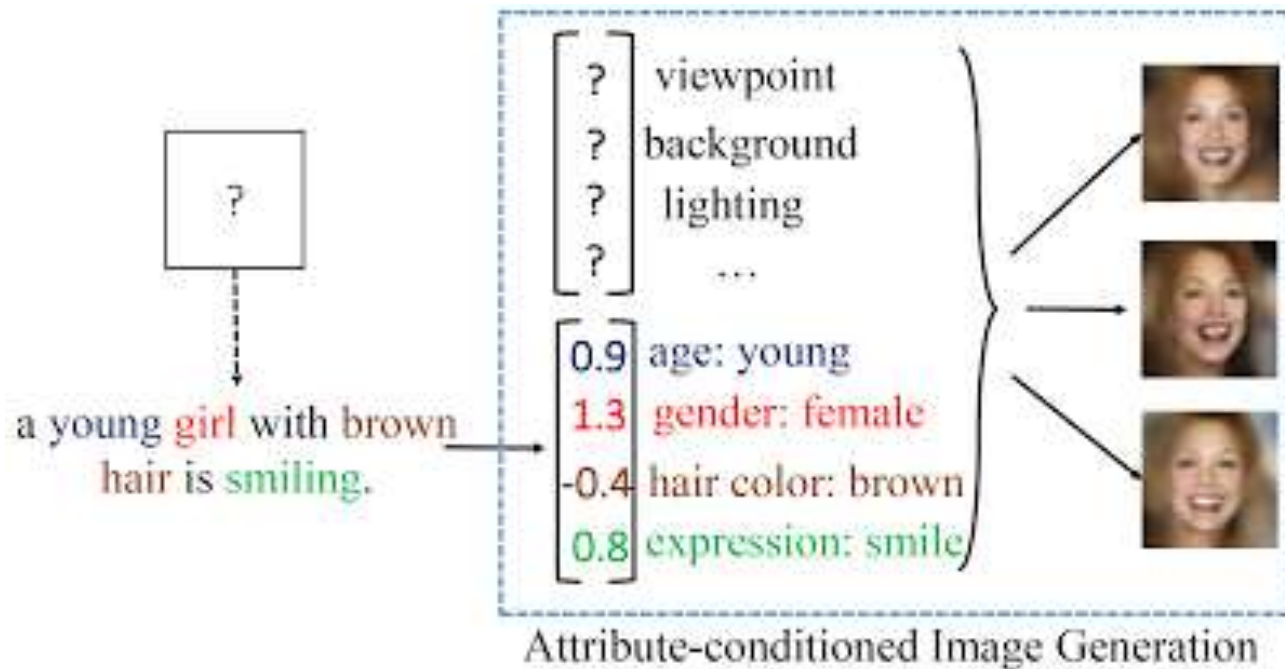 ?
a young girl with brown
hair is smiling.
? viewpoint
? background
? lighting
? ...
0.9 age: young
1.3 gender: female
-0.4 hair color: brown
0.8 expression: smile
Attribute-conditioned Image Generation